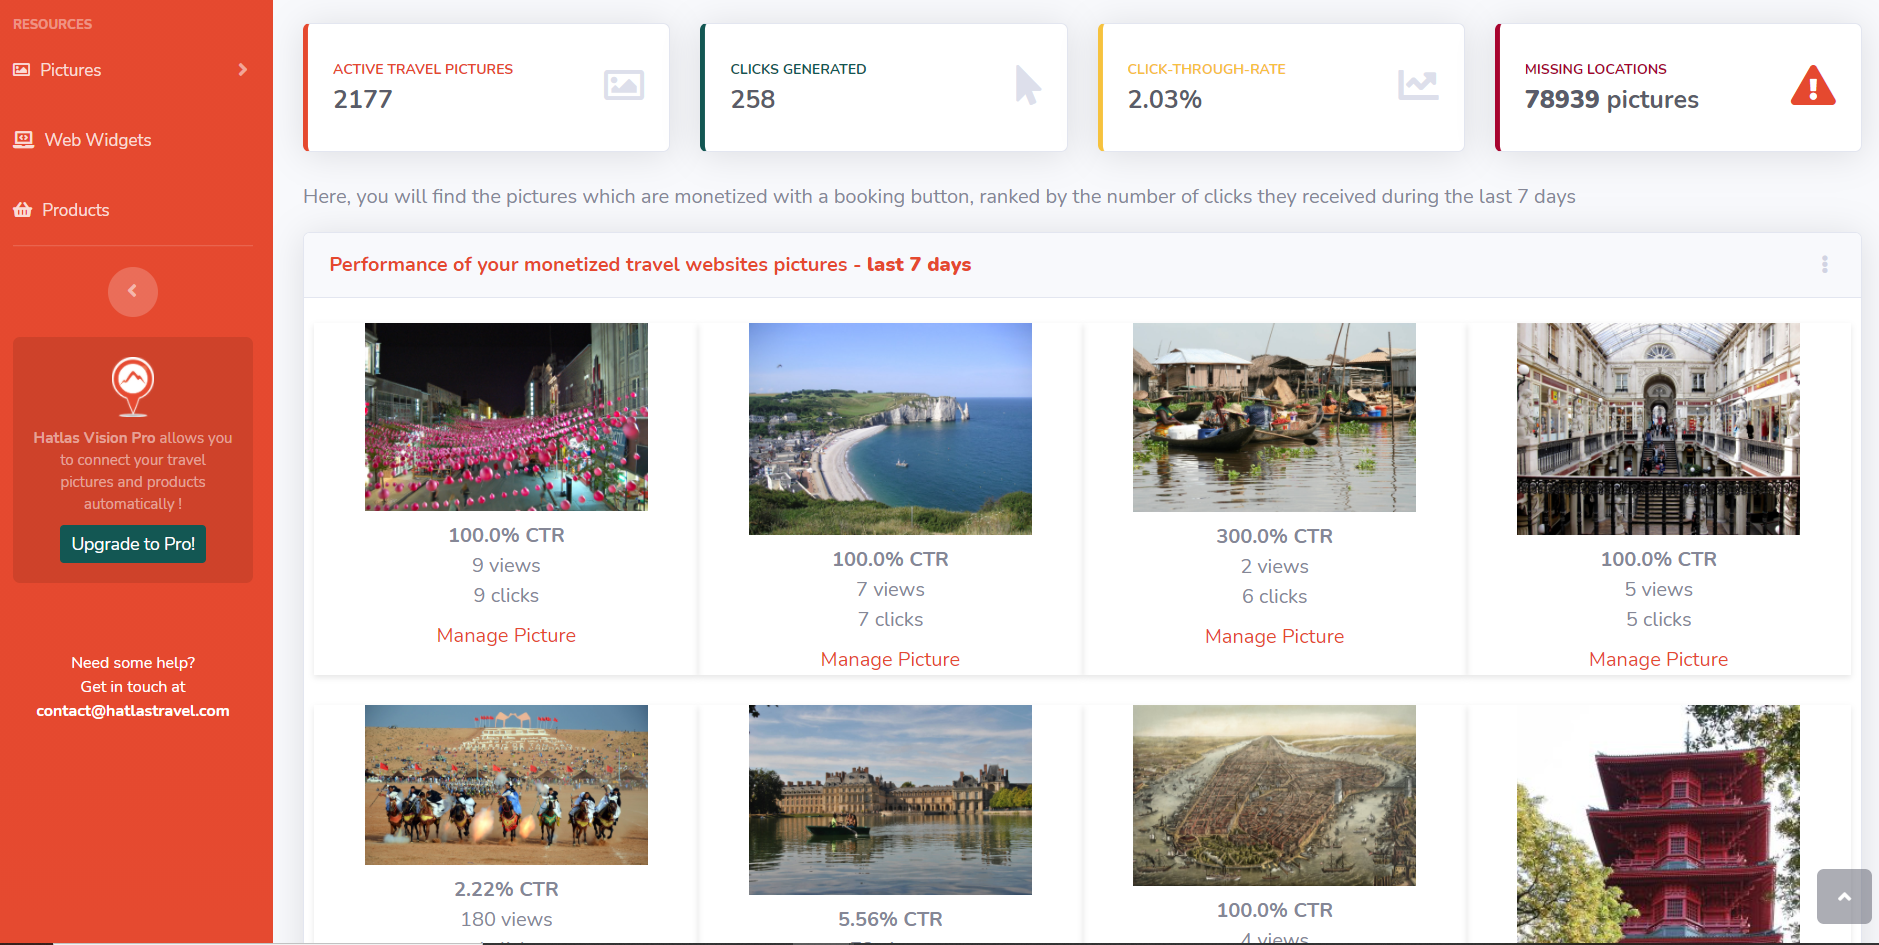 RESOURCES
Pictures
Web Widgets
Products
Hatlas Vision Pro allows you
to connect your travel
pictures and products
automatically !
Upgrade to Pro!
Need some help?
Get in touch at
contact@hatlastravel.com
ACTIVE TRAVEL PICTURES
2177
CLICKS GENERATED
258
CLICK-THROUGH-RATE
2.03%
MISSING LOCATIONS
78939 pictures
Here, you will find the pictures which are monetized with a booking button, ranked by the number of clicks they received during the last 7 days
Performance of your monetized travel websites pictures - last 7 days
100.0% CTR
9 views
9 clicks
Manage Picture
100.0% CTR
7 views
7 clicks
Manage Picture
300.0% CTR
2 views
6 clicks
Manage Picture
100.0% CTR
5 views
5 clicks
Manage Picture
2.22% CTR
180 views
5.56% CTR
100.0% CTR
4 views